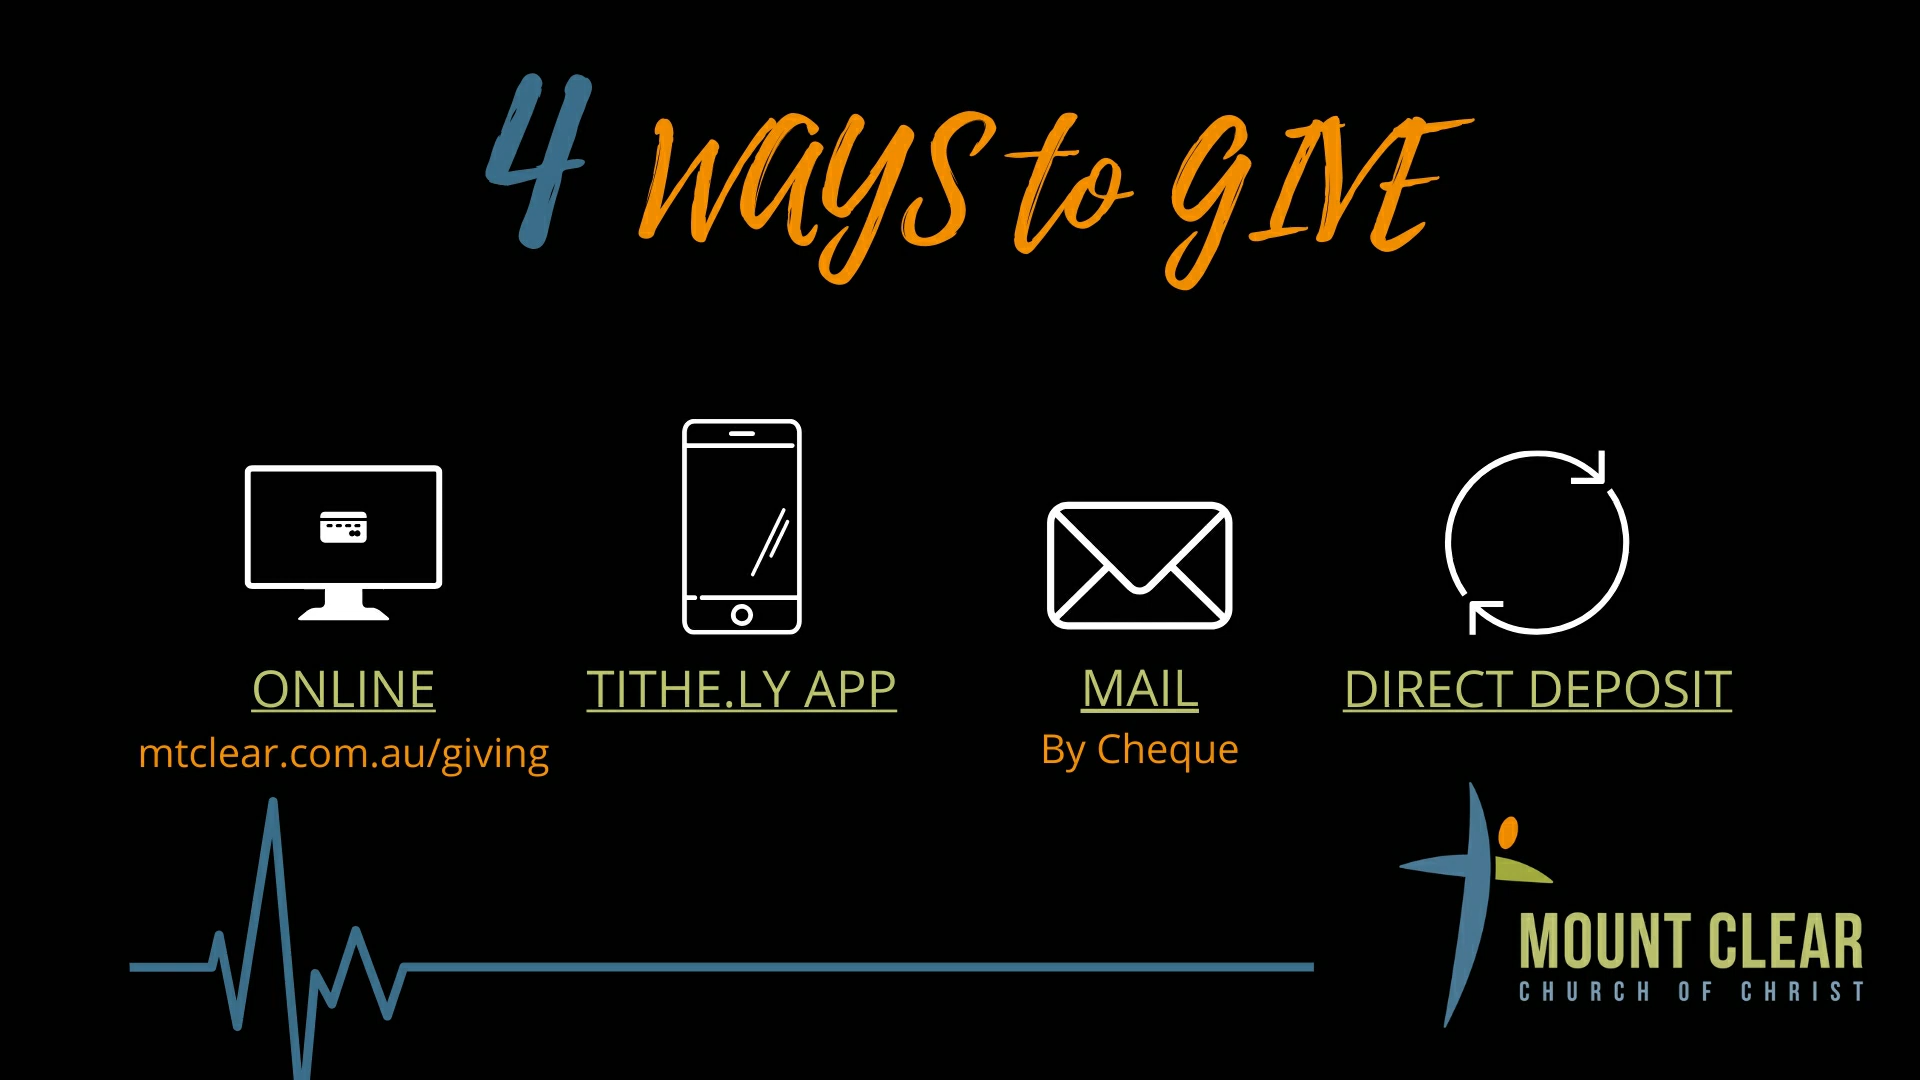 4 WAYS to GIVE
ONLINE
mtclear.com.au/giving
TITHE.LY APP
MAIL
By Cheque
DIRECT DEPOSIT
MOUNT CLEAR
CHURCH OF CHRIST